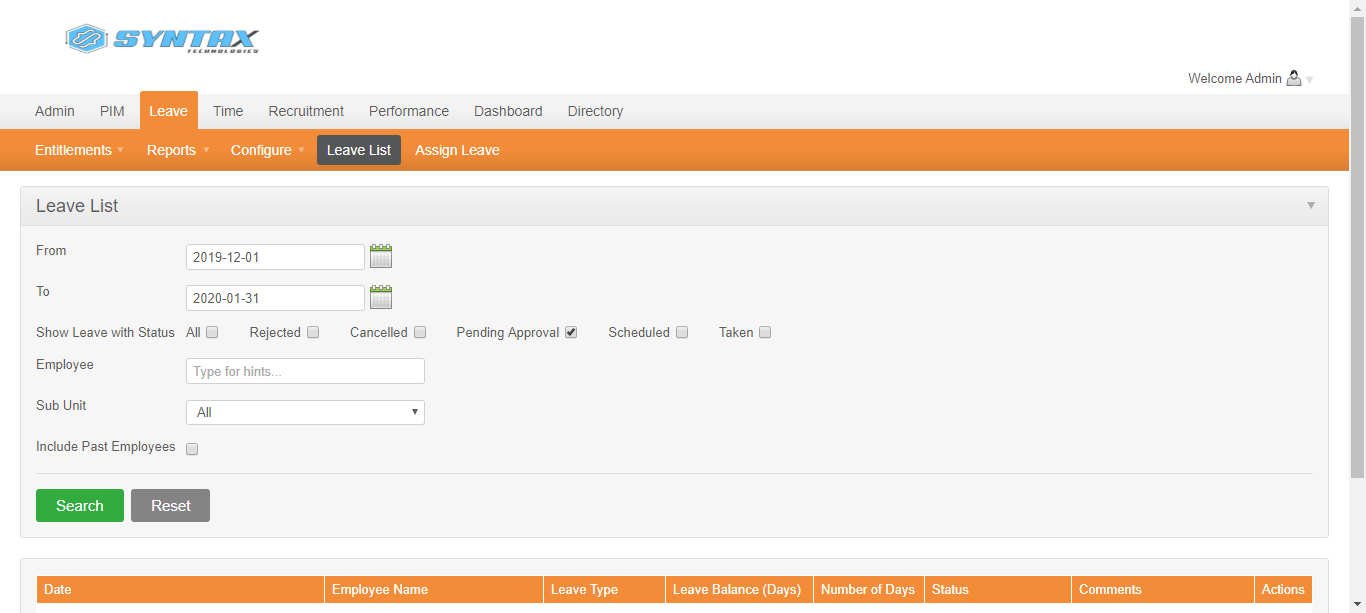 SYNTAX
TECHNOLOGIES
Welcome Admin
Admin PIM Leave Time Recruitment Performance Dashboard Directory
Entitlements Reports Configure Leave List Assign Leave
Leave List
From 2019-12-01
To 2020-01-31
Show Leave with Status All Rejected Cancelled Pending Approval Scheduled Taken
Employee Type for hints...
Sub Unit All
Include Past Employees
Search Reset
Date Employee Name Leave Type Leave Balance (Days) Number of Days Status Comments Actions